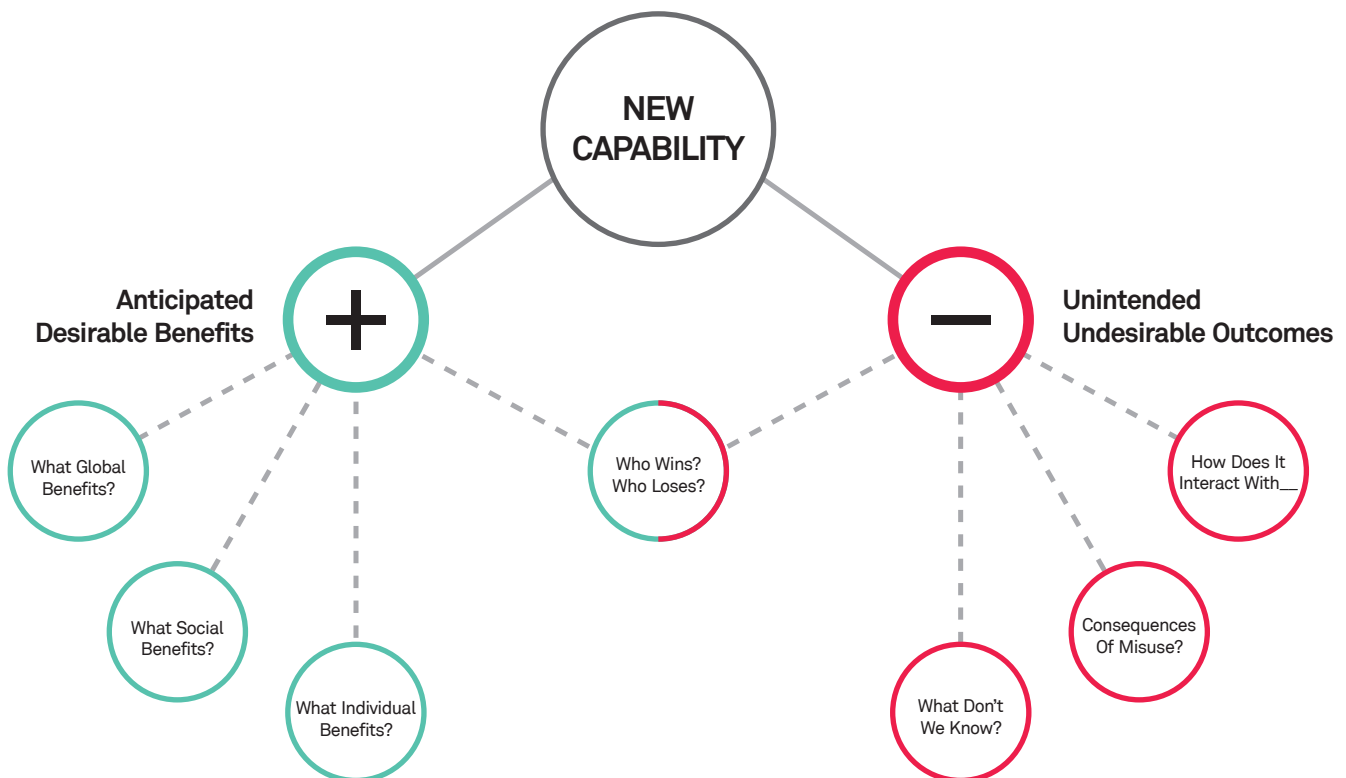 NEW
CAPABILITY
+
−
Anticipated
Desirable Benefits
Unintended
Undesirable Outcomes
What Global
Benefits?
Who Wins?
Who Loses?
How Does It
Interact With__
What Social
Benefits?
Consequences
Of Misuse?
What Individual
Benefits?
What Don't
We Know?